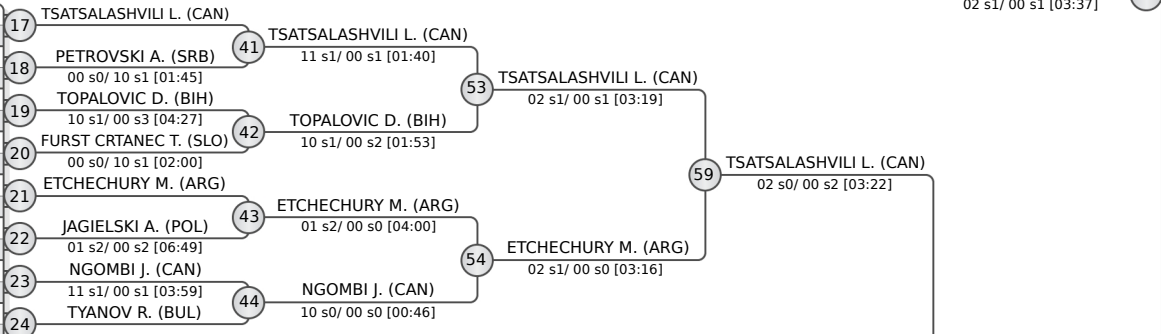 02 s1/ 00 s1 [03:37]
17
TSATSALASHVILI L. (CAN)
18
PETROVSKI A. (SRB)
00 s0/ 10 s1 [01:45]
19
TOPALOVIC D. (BIH)
10 s1/ 00 s3 [04:27]
20
FURST CRTANEC T. (SLO)
00 s0/ 10 s1 [02:00]
21
ETCHECHURY M. (ARG)
22
JAGIELSKI A. (POL)
01 s2/ 00 s2 [06:49]
23
NGOMBI J. (CAN)
11 s1/ 00 s1 [03:59]
24
TYANOV R. (BUL)
41
TSATSALASHVILI L. (CAN)
11 s1/ 00 s1 [01:40]
42
TOPALOVIC D. (BIH)
10 s1/ 00 s2 [01:53]
43
ETCHECHURY M. (ARG)
01 s2/ 00 s0 [04:00]
44
NGOMBI J. (CAN)
10 s0/ 00 s0 [00:46]
53
TSATSALASHVILI L. (CAN)
02 s1/ 00 s1 [03:19]
54
ETCHECHURY M. (ARG)
02 s1/ 00 s0 [03:16]
59
TSATSALASHVILI L. (CAN)
02 s0/ 00 s2 [03:22]